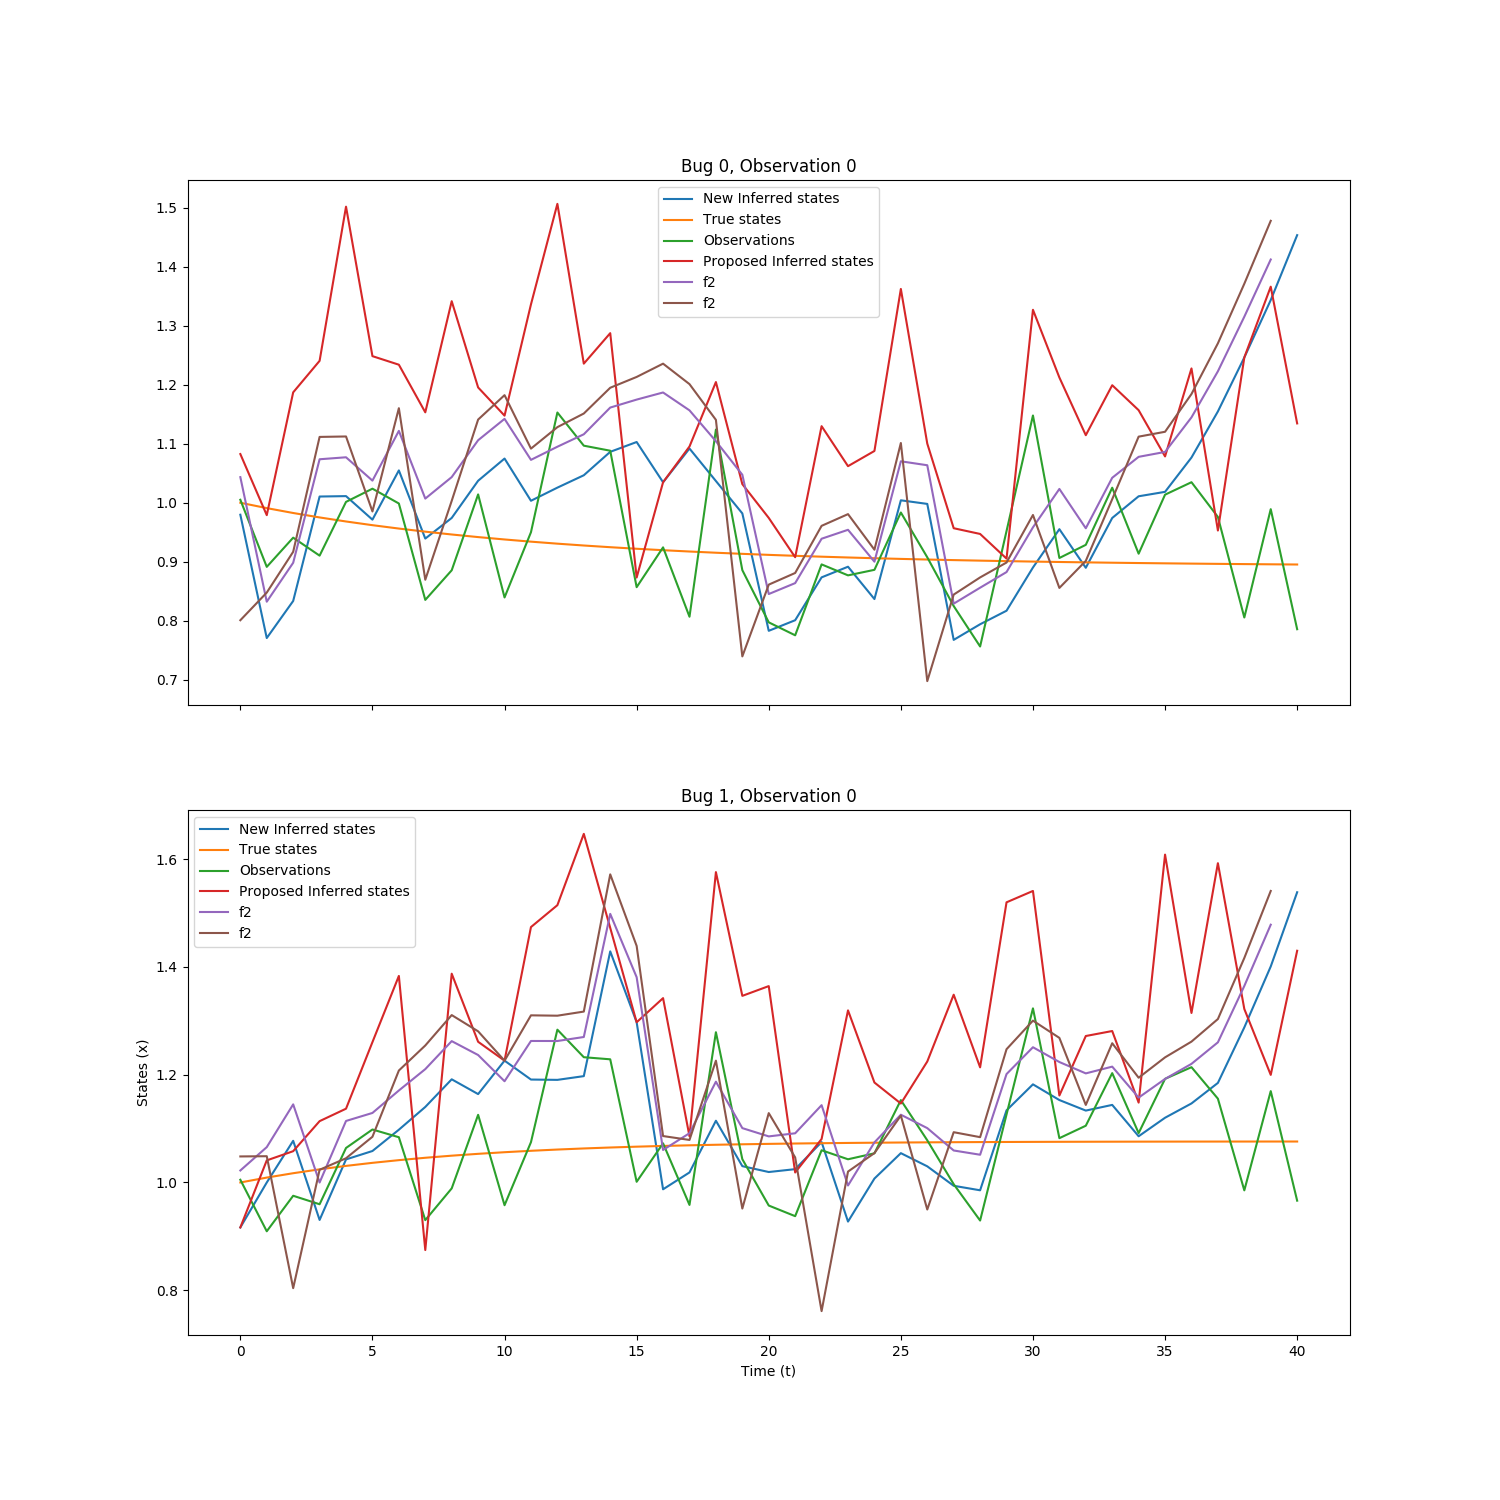 Bug 0, Observation 0
New Inferred states
True states
Observations
Proposed Inferred states
f2
f2
1.5
1.4
1.3
1.2
1.1
1.0
0.9
0.8
0.7
Bug 1, Observation 0
New Inferred states
True states
Observations
Proposed Inferred states
f2
f2
1.6
1.4
1.2
1.0
0.8
States (x)
0 5 10 15 20 25 30 35 40
Time (t)